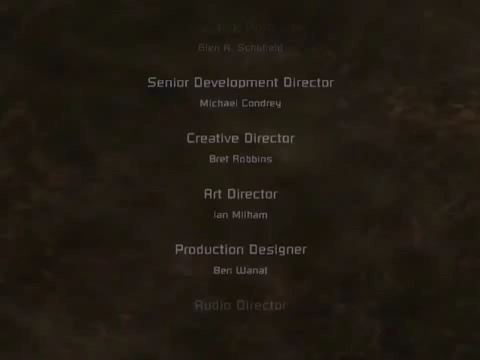 Glen A. Schofield
Senior Development Director
Michael Condrey
Creative Director
Bret Robbins
Art Director
Ian Milham
Production Designer
Ben Wanat
Audio Director